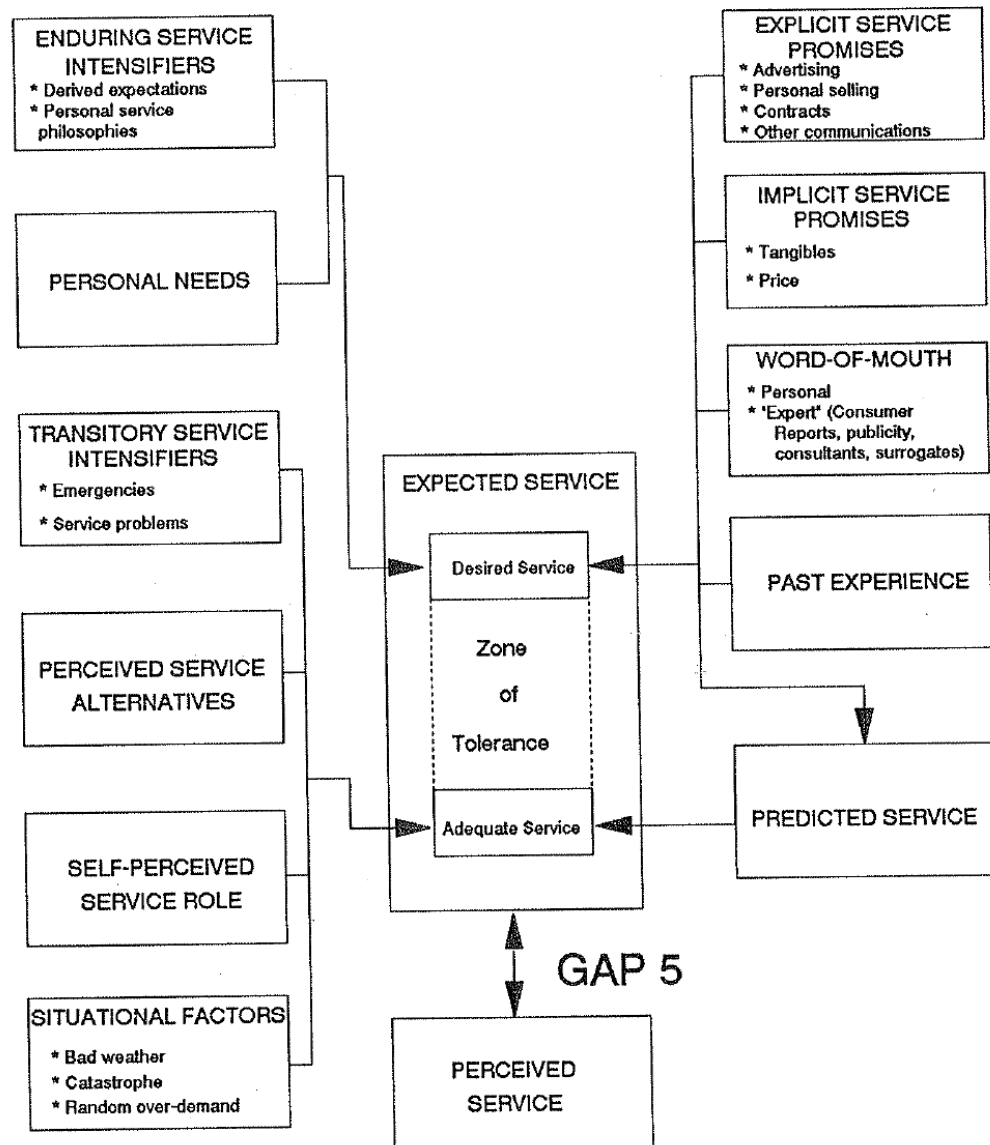 ENDURING SERVICE
INTENSIFIERS
* Derived expectations
* Personal service
philosophies
PERSONAL NEEDS
TRANSITORY SERVICE
INTENSIFIERS
* Emergencies
* Service problems
PERCEIVED SERVICE
ALTERNATIVES
SELF-PERCEIVED
SERVICE ROLE
SITUATIONAL FACTORS
* Bad weather
* Catastrophe
* Random over-demand
EXPECTED SERVICE
Desired Service
Zone
of
Tolerance
Adequate Service
GAP 5
PERCEIVED
SERVICE
EXPLICIT SERVICE
PROMISES
* Advertising
* Personal selling
* Contracts
* Other communications
IMPLICIT SERVICE
PROMISES
* Tangibles
* Price
WORD-OF-MOUTH
* Personal
* "Expert" (Consumer
Reports, publicity,
consultants, surrogates)
PAST EXPERIENCE
PREDICTED SERVICE